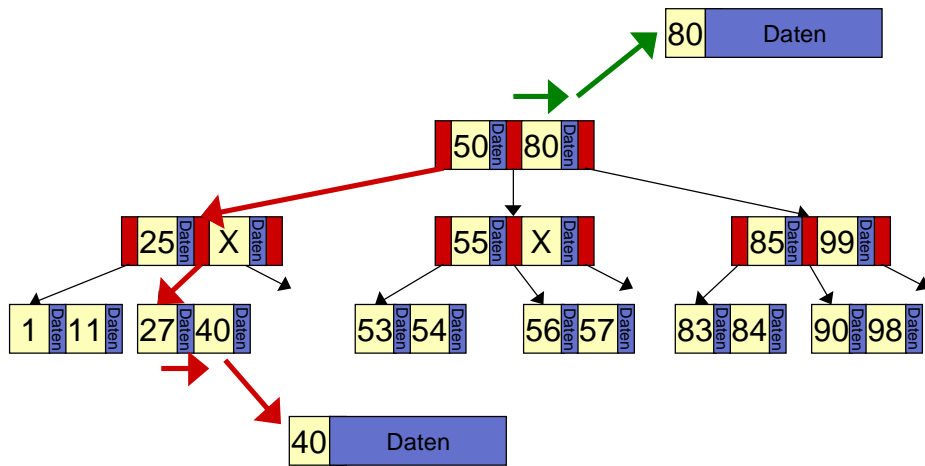 80 Daten
50 Daten 80 Daten
25 Daten X Daten
55 Daten X Daten
85 Daten 99 Daten
1 Daten 11 Daten
27 Daten 40 Daten
53 Daten 54 Daten
56 Daten 57 Daten
83 Daten 84 Daten
90 Daten 98 Daten
40 Daten